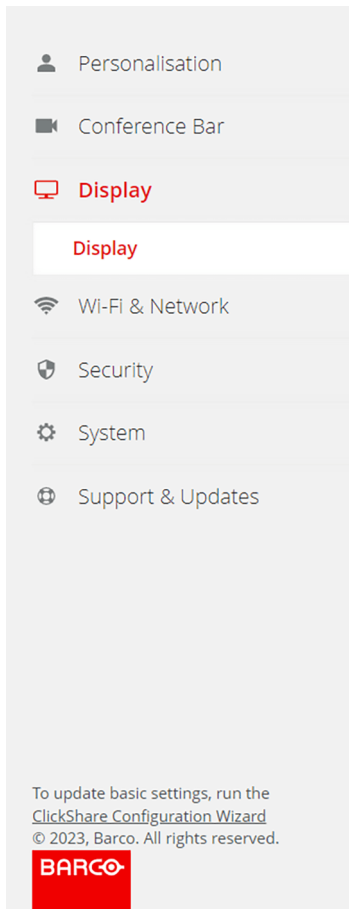 Personalisation
Conference Bar
Display
Display
Wi-Fi & Network
Security
System
Support & Updates
To update basic settings, run the
ClickShare Configuration Wizard
© 2023, Barco. All rights reserved.
BARCO